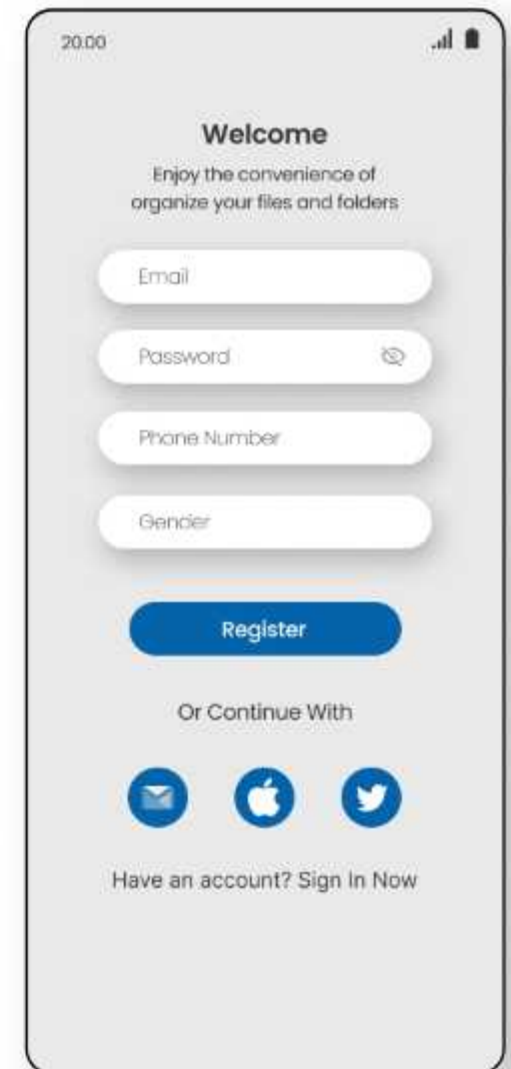 20.00
Welcome
Enjoy the convenience of
organize your files and folders
Email
Password
Phone Number
Gender
Register
Or Continue With
Have an account? Sign In Now